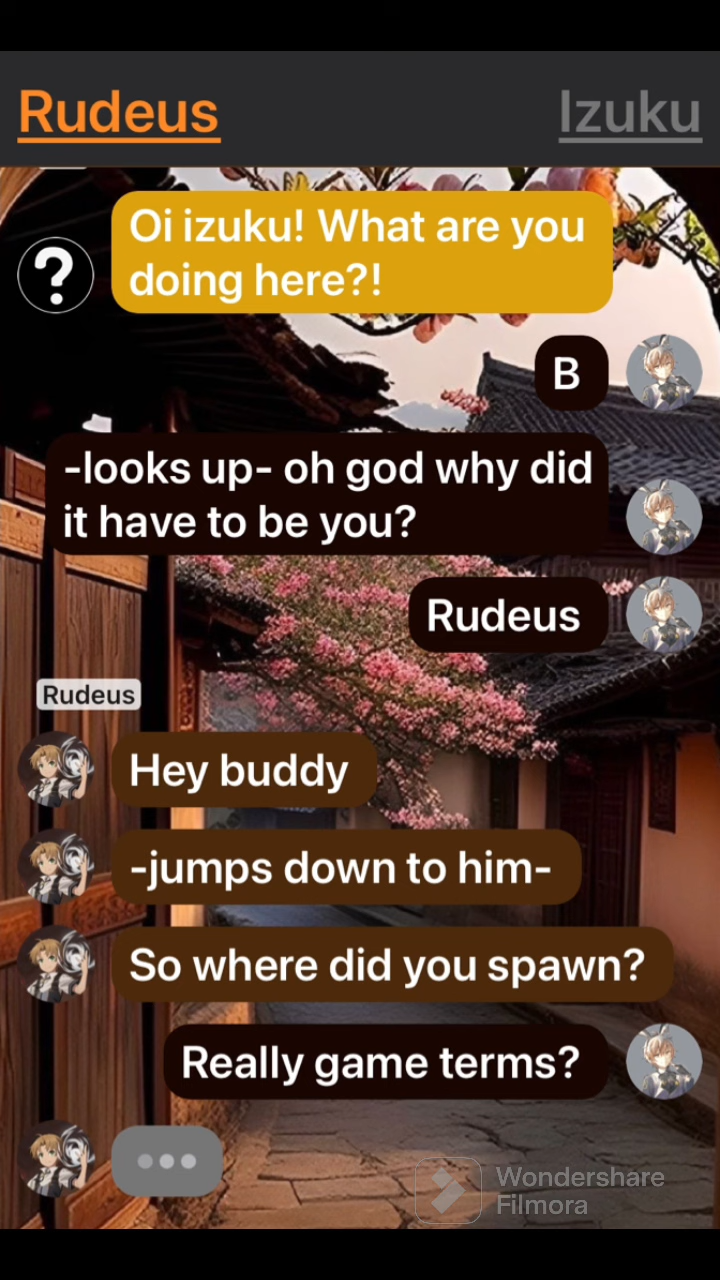 Rudeus
Izuku
Oi izuku! What are you
doing here?!
?
B
-looks up- oh god why did
it have to be you?
Rudeus
Rudeus
Hey buddy
-jumps down to him-
So where did you spawn?
Really game terms?
...
Wondershare
Filmora